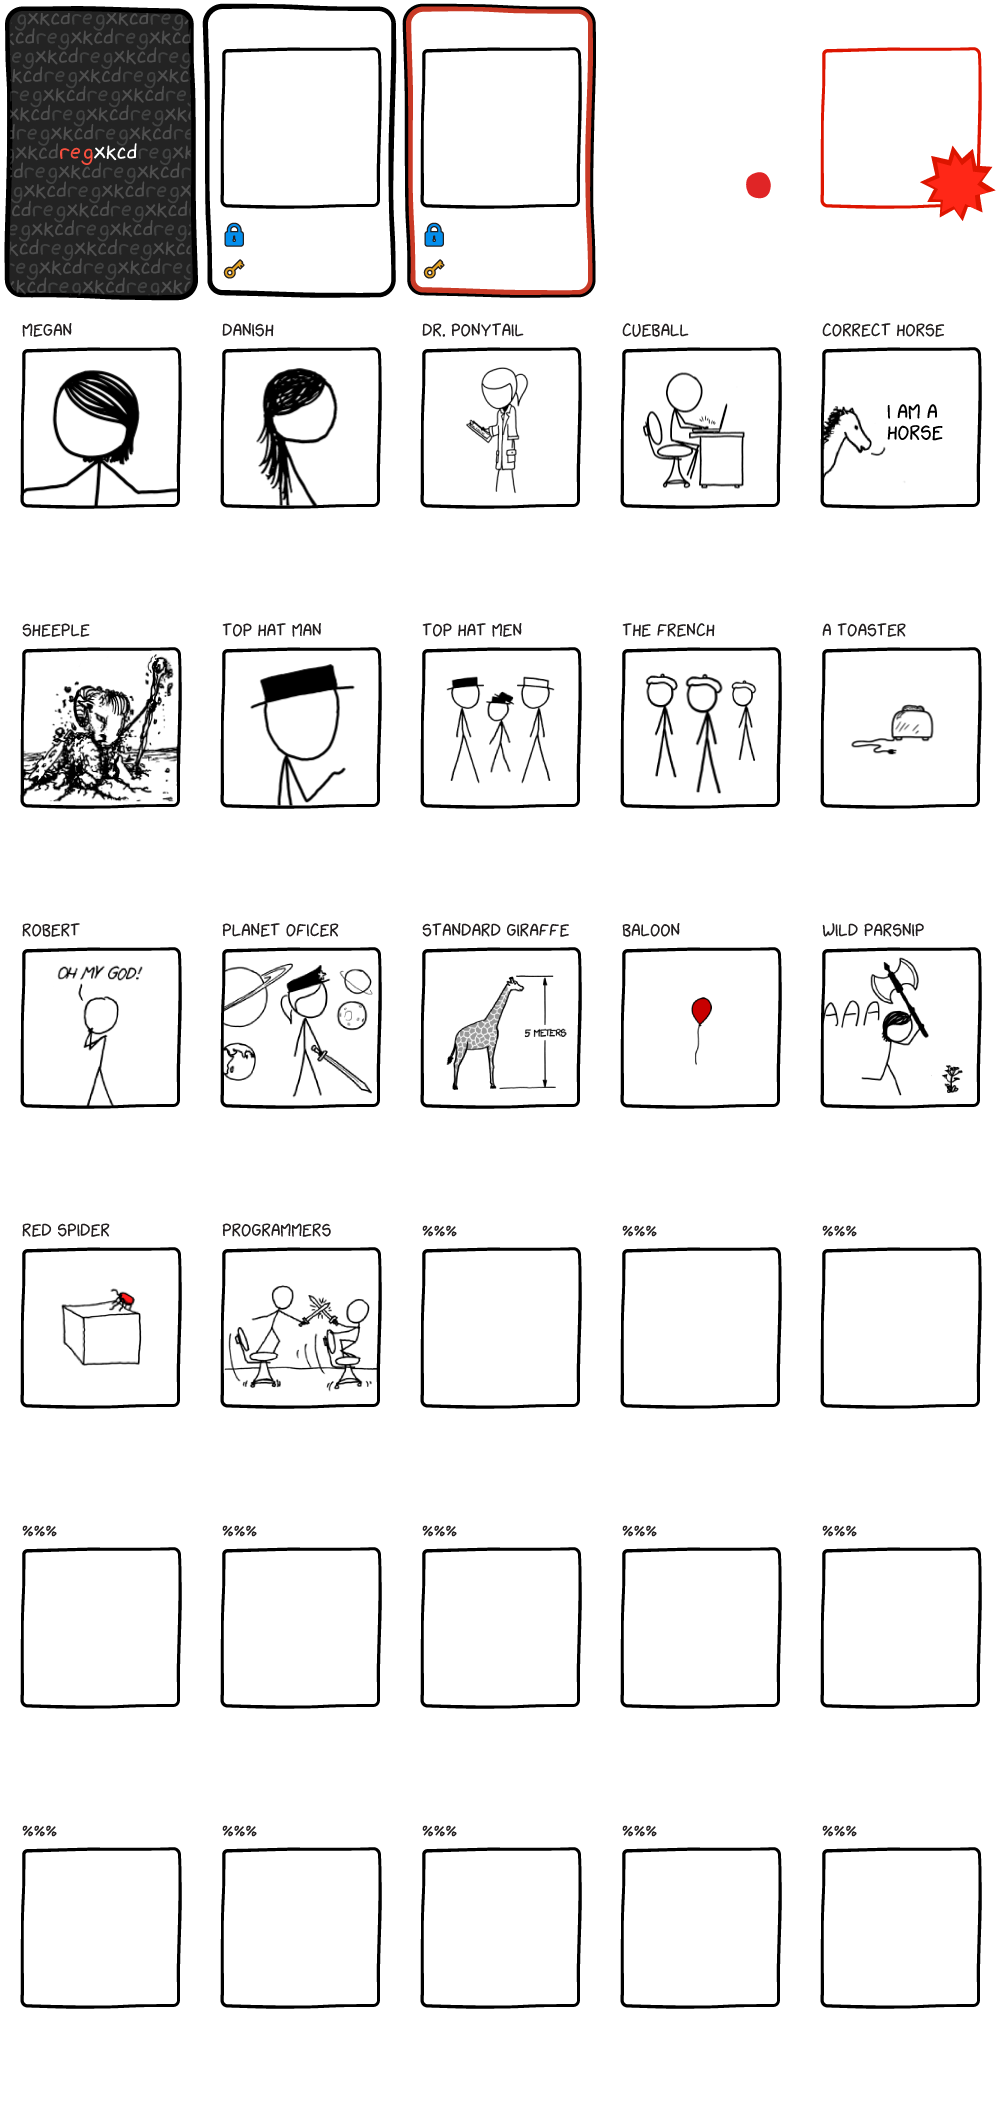 regxkcd
MEGAN
DANISH
DR. PONYTAIL
CUEBALL
CORRECT HORSE
I AM A
HORSE
SHEEPLE
TOP HAT MAN
TOP HAT MEN
THE FRENCH
A TOASTER
ROBERT
PLANET OFICER
STANDARD GIRAFFE
BALOON
WILD PARSNIP
OH MY GOD!
5 METERS
AAA
RED SPIDER
PROGRAMMERS
%%%
%%%
%%%
%%%
%%%
%%%
%%%
%%%
%%%
%%%
%%%
%%%
%%%